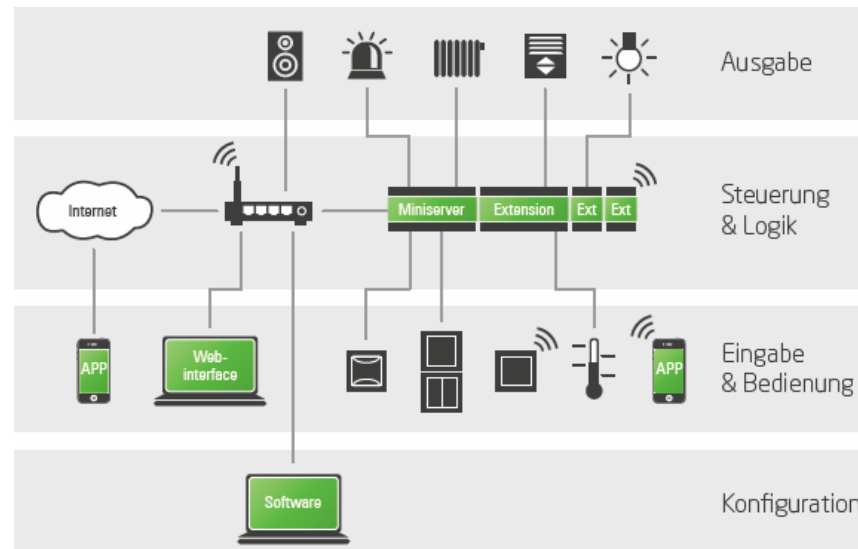 Ausgabe
Internet
Miniserver
Extension
Ext
Ext
Steuerung
& Logik
APP
Web-
interface
APP
Eingabe
& Bedienung
Software
Konfiguration